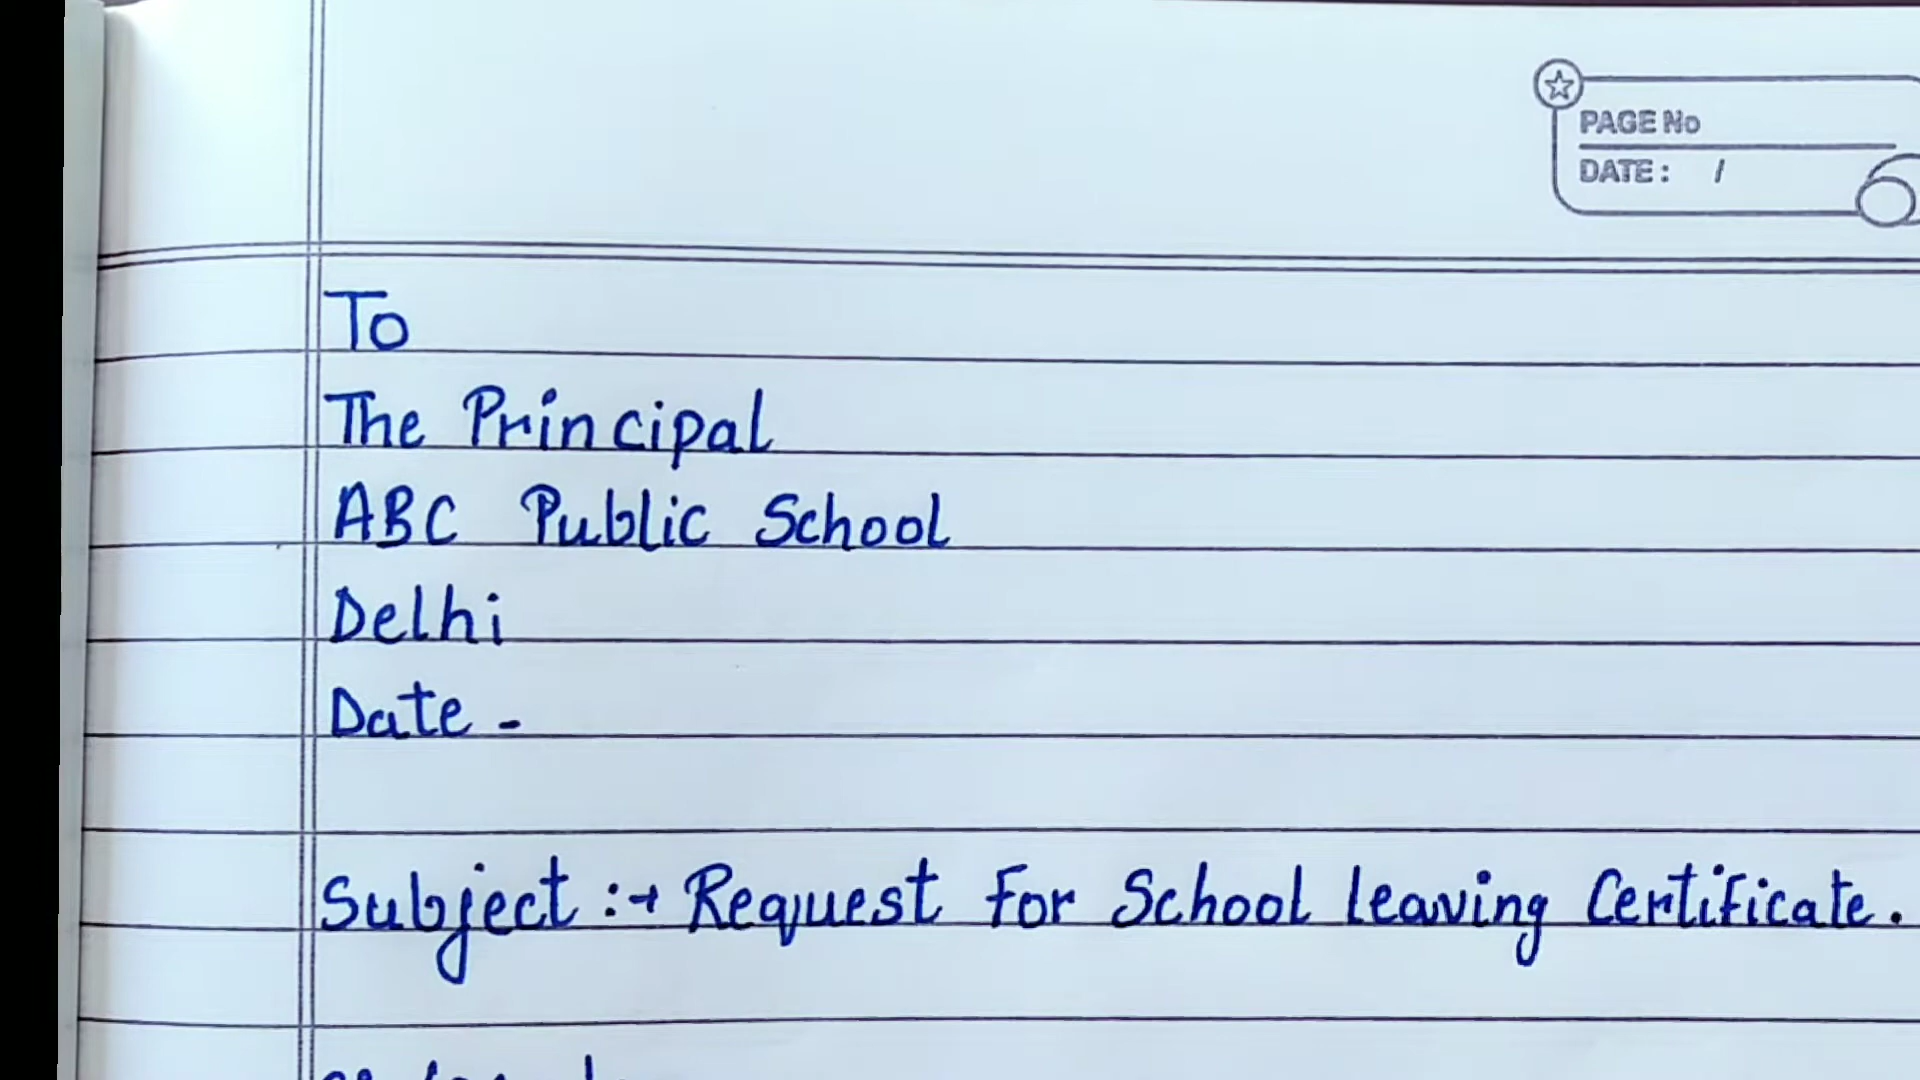 PAGE No
DATE: /
To
The Principal
ABC Public School
Delhi
Date -
Subject :→ Request For School leaving Certificate.